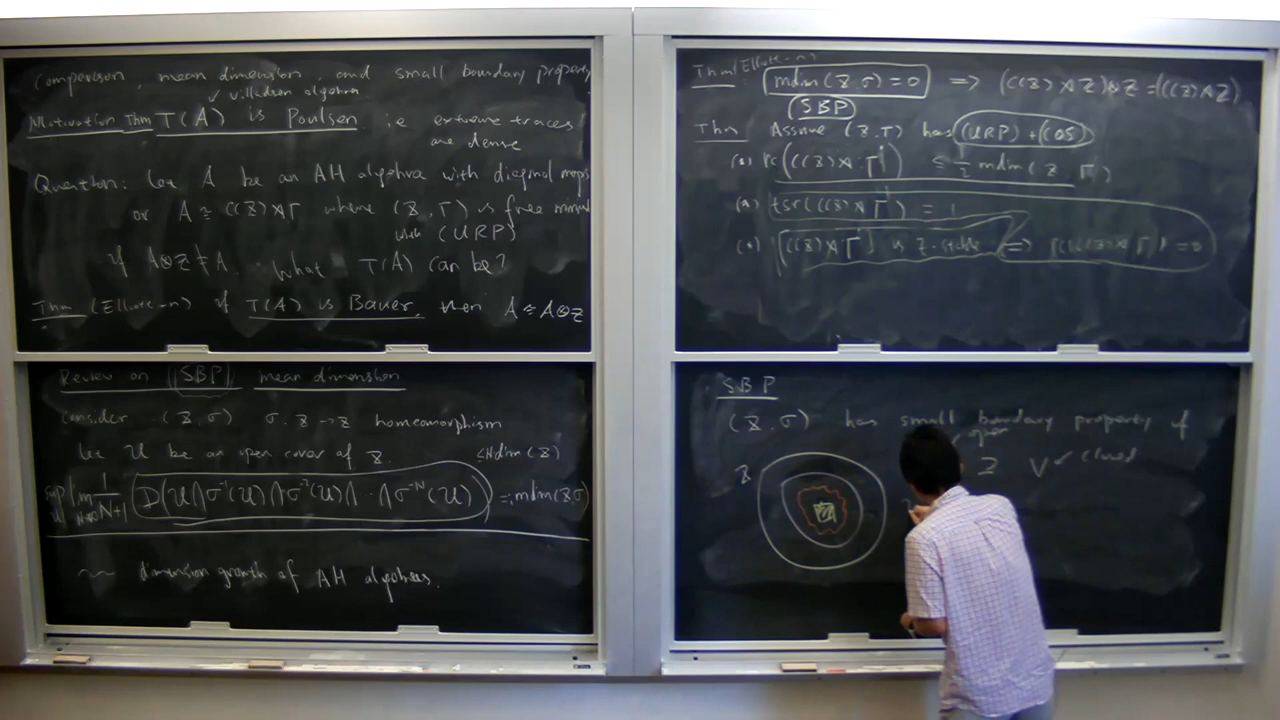 Comparison, mean dimension, and small boundary property
✓ villadsen algebra
Motivation Thm T(A) is Poulsen i.e. extreme traces
are dense
Question: Let A be an AH algebra with diagonal maps
or A ≅ C(Z)⋊Γ where (Z, Γ) is free minimal
with (URP)
if A⊗Z ≇ A. What T(A) can be?
Thm (Elliott-n) if T(A) is Bauer, then A ≅ A⊗Z
Review on (SBP) mean dimension
Consider (Z, σ) σ: Z → Z homeomorphism
Let U be an open cover of Z. ≤ dim(Z)
sup lim 1/(N+1) D(U ∧ σ⁻¹(U) ∧ σ⁻²(U) ∧ ⋯ ∧ σ⁻ᴺ(U)) =: mdim(Z, σ)
U N→∞
~~ dimension growth of AH algebras.
Thm (Elliott-n)
mdim(Z, σ) = 0 ⟹ (C(Z)⋊Z)⊗Z = (C(Z)⋊Z)
(SBP)
Thm Assume (Z, Γ) has (URP) + (COS)
rc(C(Z)⋊Γ) ≤ ½ mdim(Z, Γ)
tsr(C(Z)⋊Γ) = 1
C(Z)⋊Γ is Z-stable ⟺ rc(C(Z)⋊Γ) = 0
SBP
(Z, σ) has small boundary property if
open
Z V ✓ closed
Z